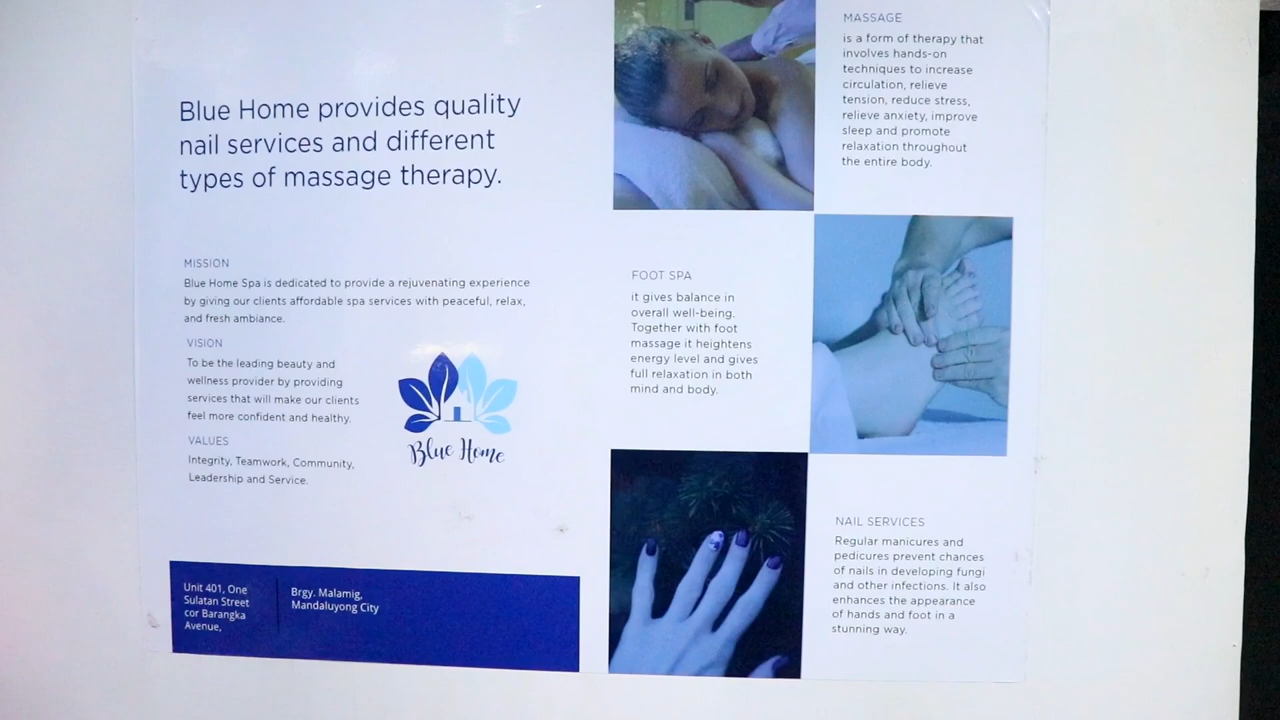 Blue Home provides quality
nail services and different
types of massage therapy.
MISSION
Blue Home Spa is dedicated to provide a rejuvenating experience
by giving our clients affordable spa services with peaceful, relax,
and fresh ambiance.
VISION
To be the leading beauty and
wellness provider by providing
services that will make our clients
feel more confident and healthy.
VALUES
Integrity, Teamwork, Community,
Leadership and Service.
Blue Home
Unit 401, One
Sulatan Street
cor Barangka
Avenue,
Brgy. Malamig,
Mandaluyong City
MASSAGE
is a form of therapy that
involves hands-on
techniques to increase
circulation, relieve
tension, reduce stress,
relieve anxiety, improve
sleep and promote
relaxation throughout
the entire body.
FOOT SPA
it gives balance in
overall well-being.
Together with foot
massage it heightens
energy level and gives
full relaxation in both
mind and body.
NAIL SERVICES
Regular manicures and
pedicures prevent chances
of nails in developing fungi
and other infections. It also
enhances the appearance
of hands and foot in a
stunning way.